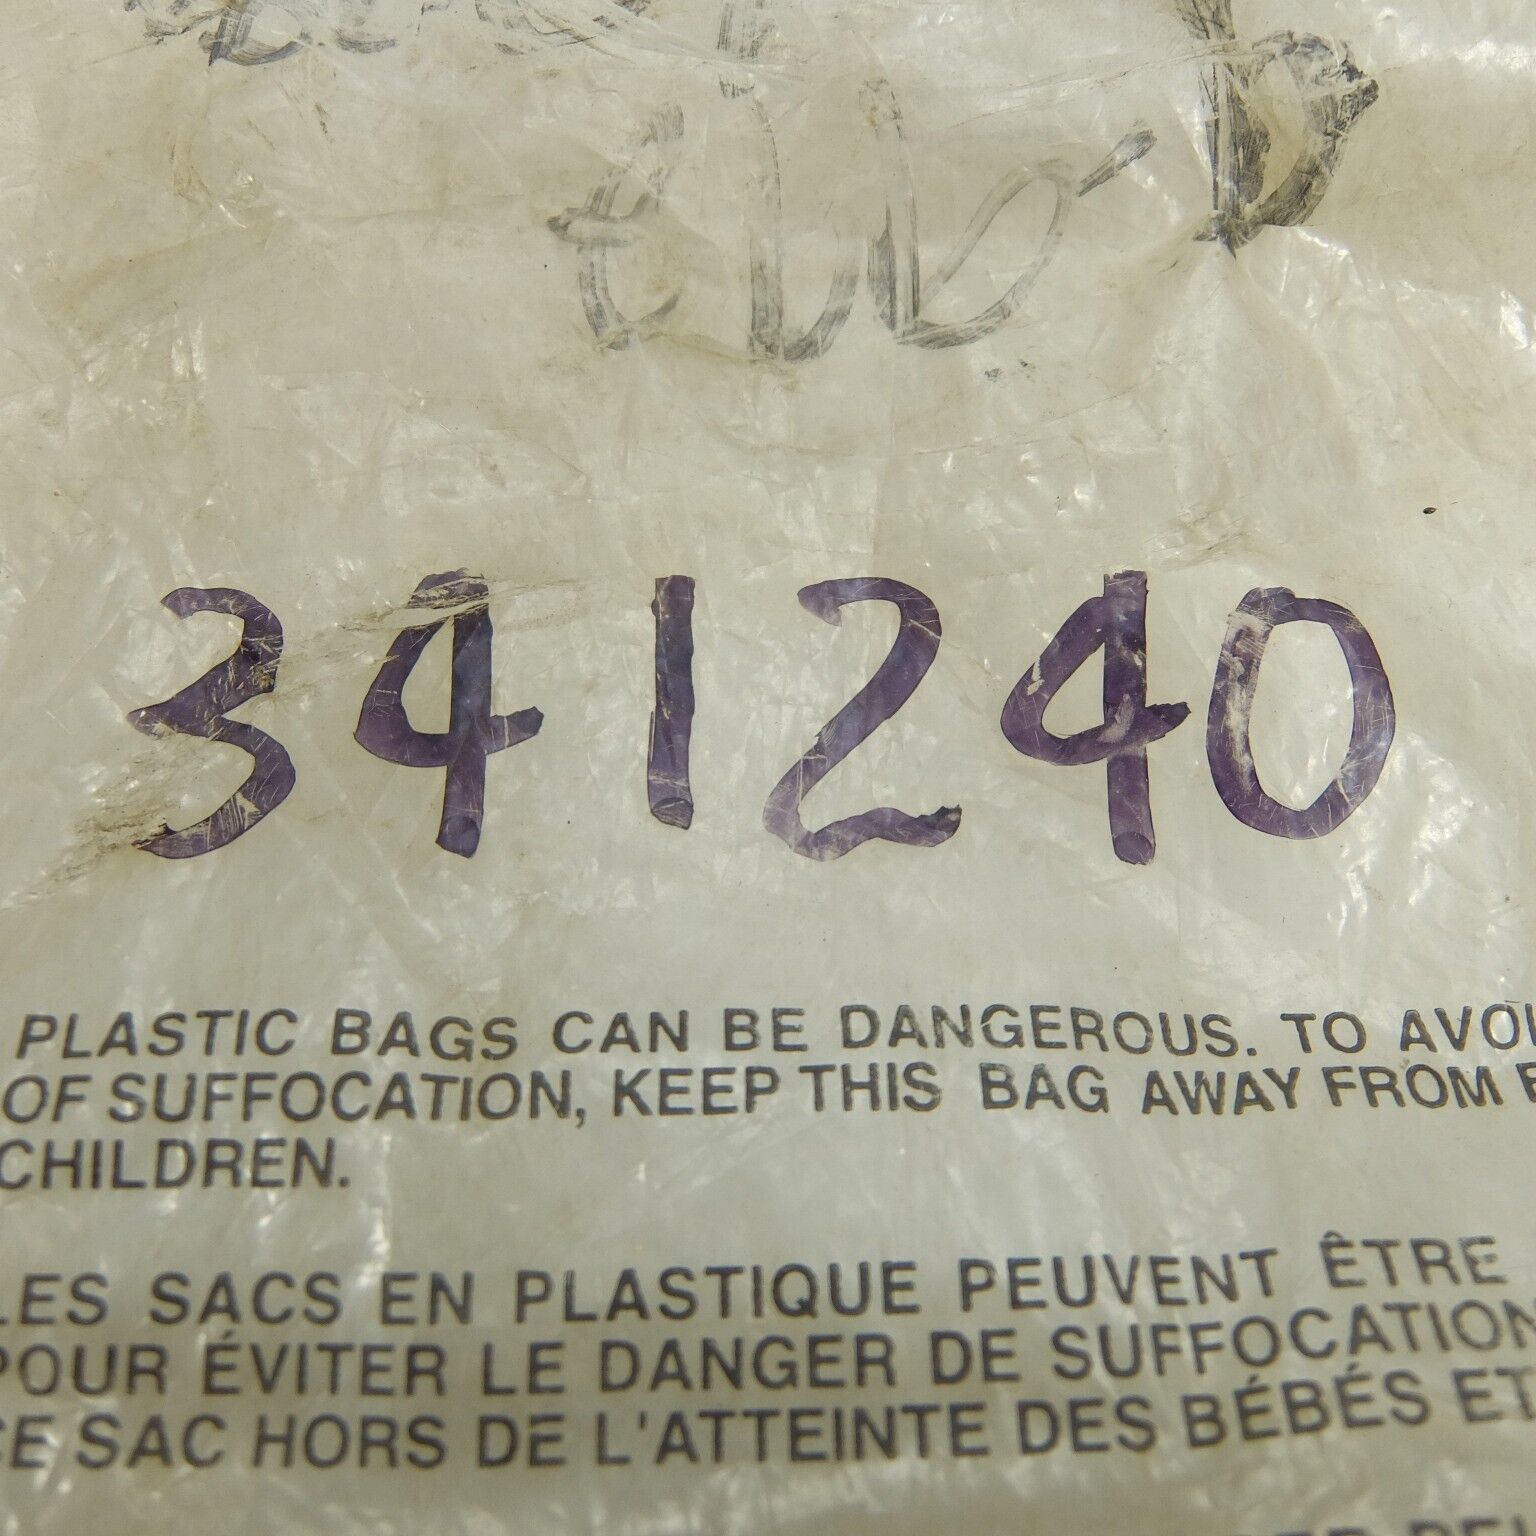 341240
PLASTIC BAGS CAN BE DANGEROUS. TO
OF SUFFOCATION, KEEP THIS BAG AWAY FROM
CHILDREN.
LES SACS EN PLASTIQUE PEUVENT ÊTRE
POUR ÉVITER LE DANGER DE SUFFOCATION
CE SAC HORS DE L'ATTEINTE DES BÉBÉS ET